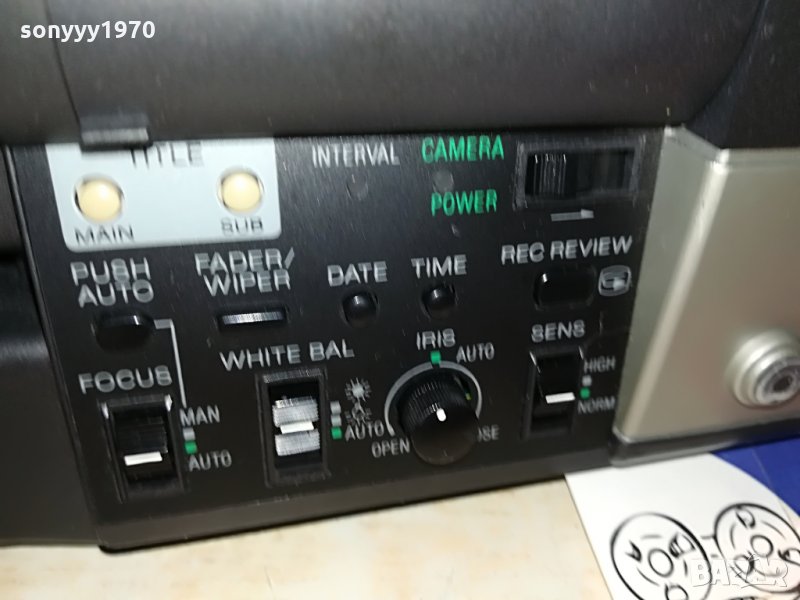 sonyyy1970
TITLE
MAIN
SUB
INTERVAL
CAMERA
POWER
PUSH
AUTO
FADER/
WIPER
DATE
TIME
REC REVIEW
FOCUS
MAN
AUTO
WHITE BAL
AUTO
IRIS
AUTO
OPEN
SENS
HIGH
NORM
BAZAR